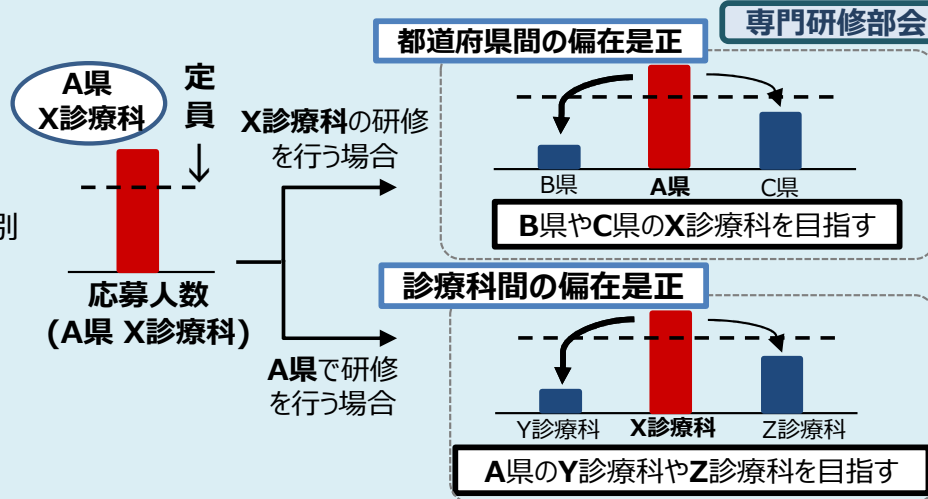 専門研修部会
都道府県間の偏在是正
A県
X診療科
定
員
X診療科の研修
を行う場合
B県
A県
C県
B県やC県のX診療科を目指す
別
応募人数
(A県 X診療科)
診療科間の偏在是正
A県で研修
を行う場合
Y診療科
X診療科
Z診療科
A県のY診療科やZ診療科を目指す